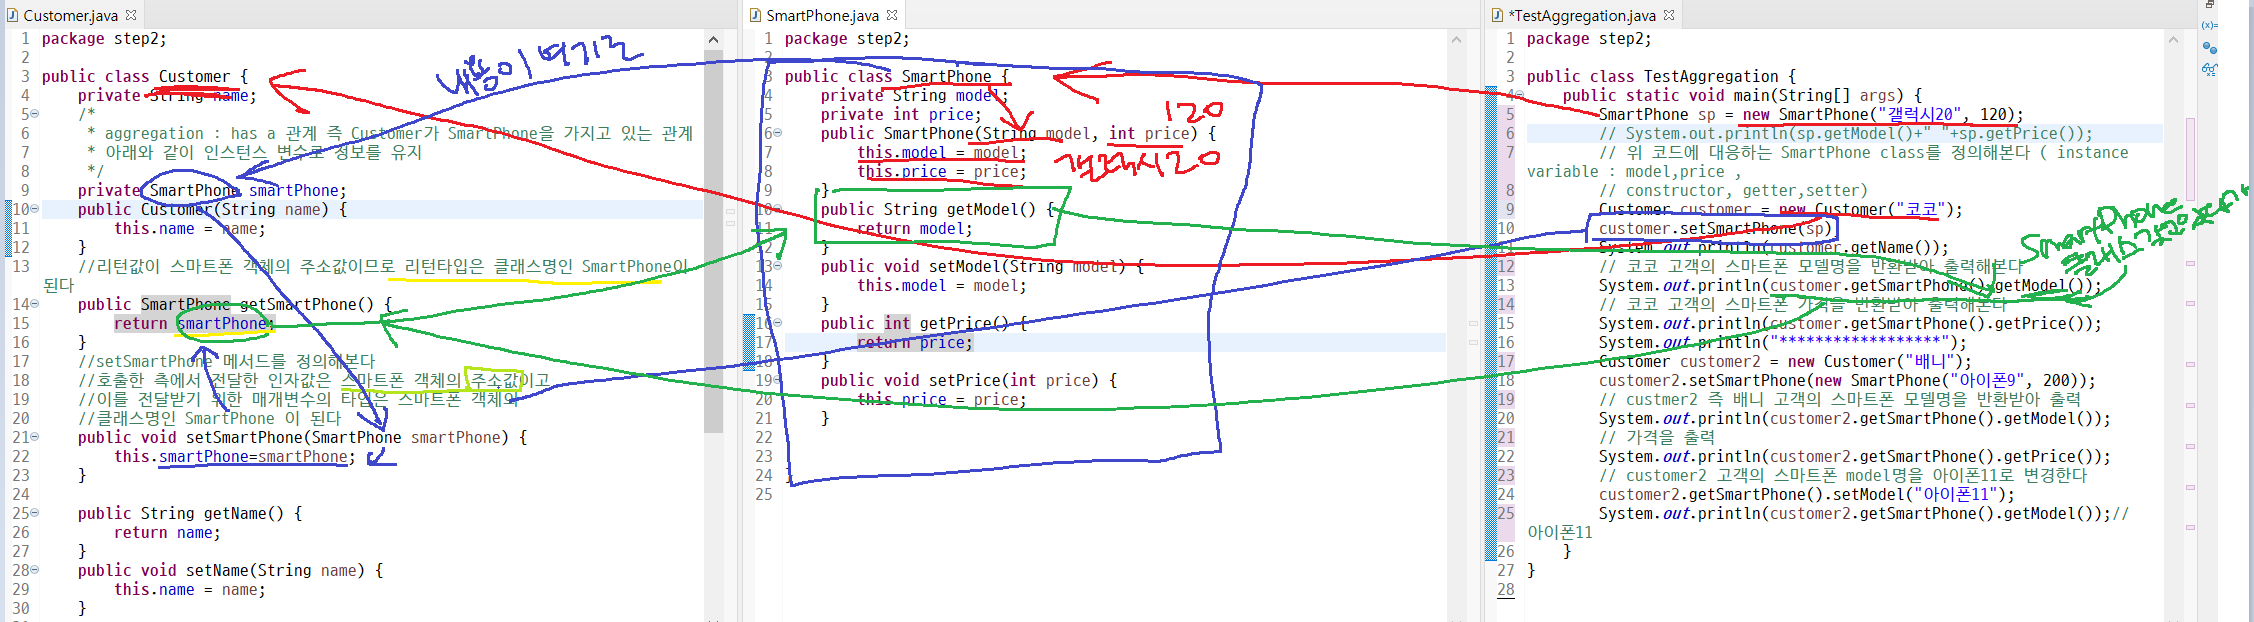 Customer.java
1 package step2;
2
3 public class Customer {
4 private String name;
5 /*
6 * aggregation : has a 관계 즉 Customer가 SmartPhone을 가지고 있는 관계
7 * 아래와 같이 인스턴스 변수로 정보를 유지
8 */
9 private SmartPhone smartPhone;
10 public Customer(String name) {
11 this.name = name;
12 }
13 //리턴값이 스마트폰 객체의 주소값이므로 리턴타입은 클래스명인 SmartPhone이
된다
14 public SmartPhone getSmartPhone() {
15 return smartPhone;
16 }
17 //setSmartPhone 메서드를 정의해본다
18 //호출한 측에서 전달한 인자값은 스마트폰 객체의 주소값이고
19 //이를 전달받기 위한 매개변수의 타입은 스마트폰 객체의
20 //클래스명인 SmartPhone 이 된다
21 public void setSmartPhone(SmartPhone smartPhone) {
22 this.smartPhone=smartPhone;
23 }
24
25 public String getName() {
26 return name;
27 }
28 public void setName(String name) {
29 this.name = name;
30 }
SmartPhone.java
1 package step2;
2
3 public class SmartPhone {
4 private String model;
5 private int price;
6 public SmartPhone(String model, int price) {
7 this.model = model;
8 this.price = price;
9 }
10 public String getModel() {
11 return model;
12 }
13 public void setModel(String model) {
14 this.model = model;
15 }
16 public int getPrice() {
17 return price;
18 }
19 public void setPrice(int price) {
20 this.price = price;
21 }
22
23
24 }
25
120
갤럭시20
*TestAggregation.java
1 package step2;
2
3 public class TestAggregation {
4 public static void main(String[] args) {
5 SmartPhone sp = new SmartPhone("갤럭시20", 120);
6 // System.out.println(sp.getModel()+" "+sp.getPrice());
7 // 위 코드에 대응하는 SmartPhone class를 정의해본다 ( instance
variable : model,price ,
8 // constructor, getter,setter)
9 Customer customer = new Customer("코코");
10 customer.setSmartPhone(sp)
11 System.out.println(customer.getName());
12 // 코코 고객의 스마트폰 모델명을 반환받아 출력해본다
13 System.out.println(customer.getSmartPhone().getModel());
14 // 코코 고객의 스마트폰 가격을 반환받아 출력해본다
15 System.out.println(customer.getSmartPhone().getPrice());
16 System.out.println("******************");
17 Customer customer2 = new Customer("배니");
18 customer2.setSmartPhone(new SmartPhone("아이폰9", 200));
19 // custmer2 즉 배니 고객의 스마트폰 모델명을 반환받아 출력
20 System.out.println(customer2.getSmartPhone().getModel());
21 // 가격을 출력
22 System.out.println(customer2.getSmartPhone().getPrice());
23 // customer2 고객의 스마트폰 model명을 아이폰11로 변경한다
24 customer2.getSmartPhone().setModel("아이폰11");
25 System.out.println(customer2.getSmartPhone().getModel());//
아이폰11
26 }
27 }
28
SmartPhone